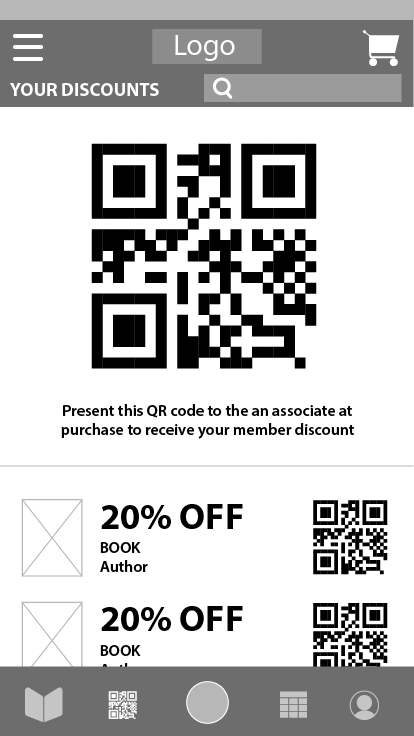 Logo
YOUR DISCOUNTS
Present this QR code to the an associate at
purchase to receive your member discount
20% OFF
BOOK
Author
20% OFF
BOOK